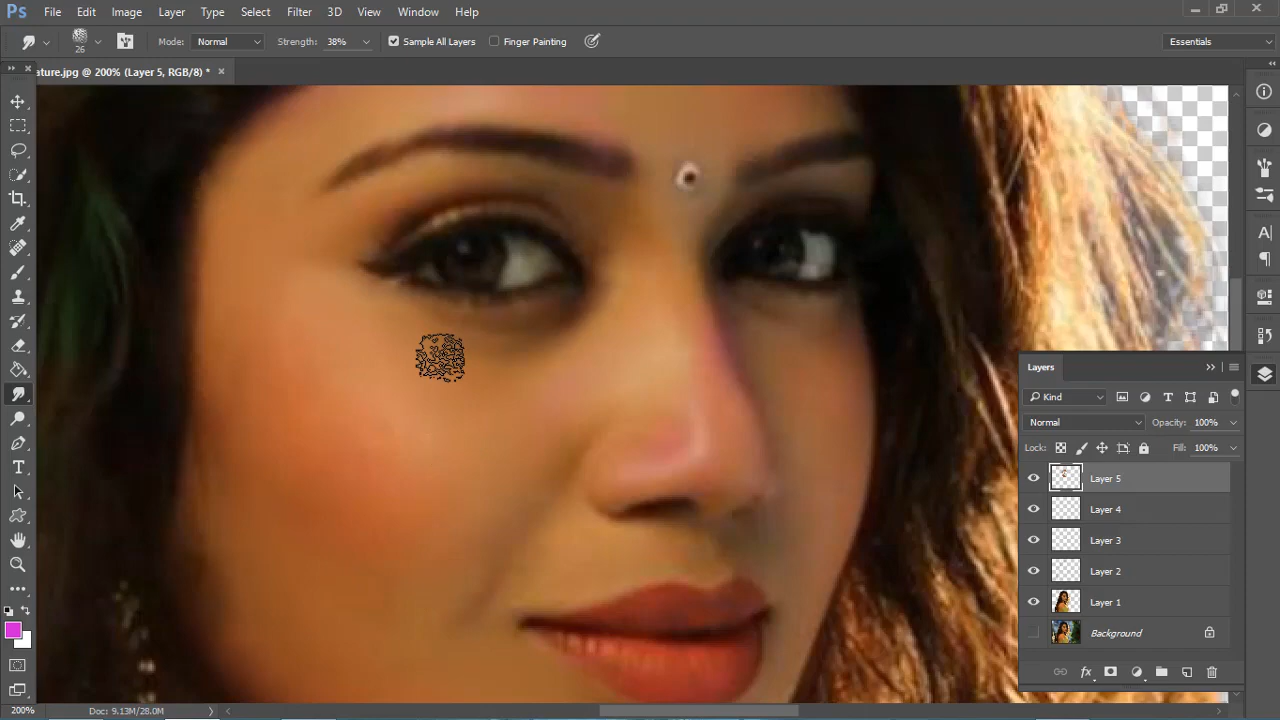 Ps File Edit Image Layer Type Select Filter 3D View Window Help
26 Mode: Normal Strength: 38% Sample All Layers Finger Painting Essentials
ature.jpg @ 200% (Layer 5, RGB/8) * ×
Layers
Kind
Normal Opacity: 100%
Lock: Fill: 100%
Layer 5
Layer 4
Layer 3
Layer 2
Layer 1
Background
200% Doc: 9.13M/28.0M